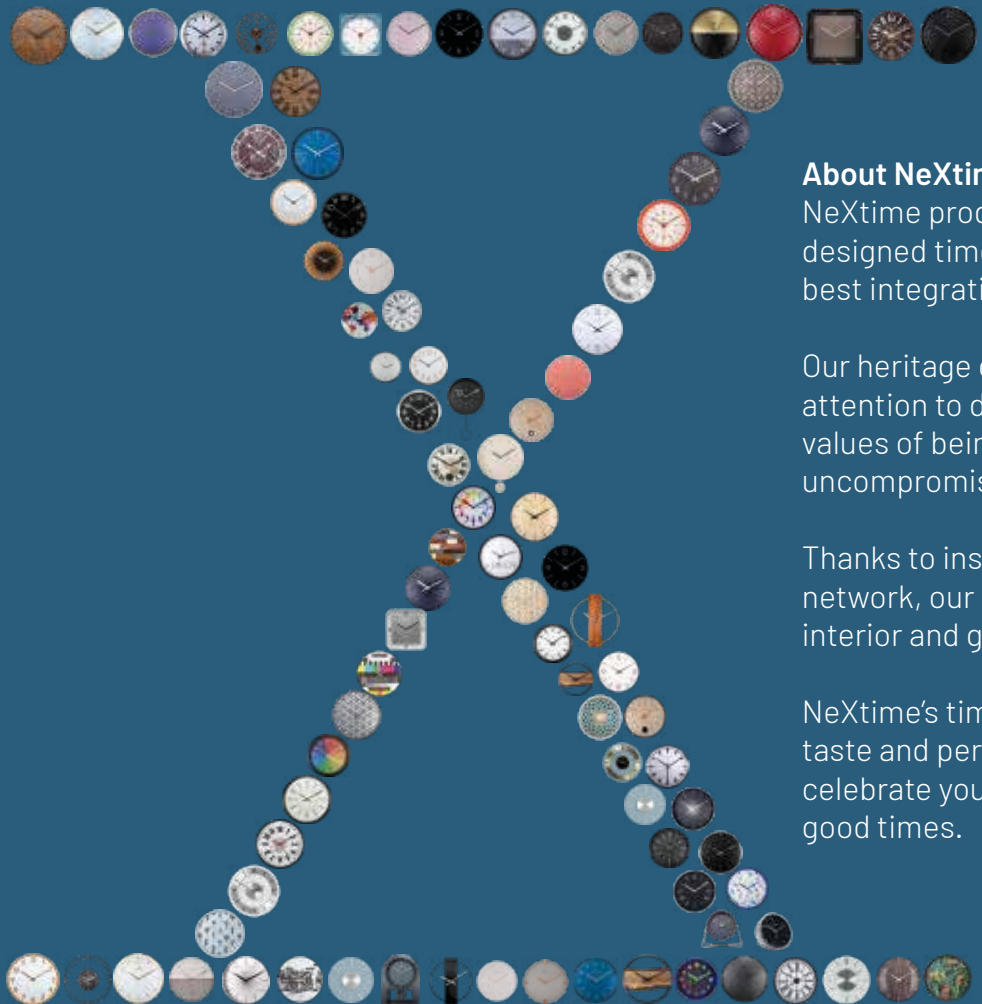 About NeXtim
NeXtime prod
designed time
best integrati
Our heritage
attention to d
values of bein
uncompromis
Thanks to ins
network, our
interior and g
NeXtime's tim
taste and per
celebrate you
good times.